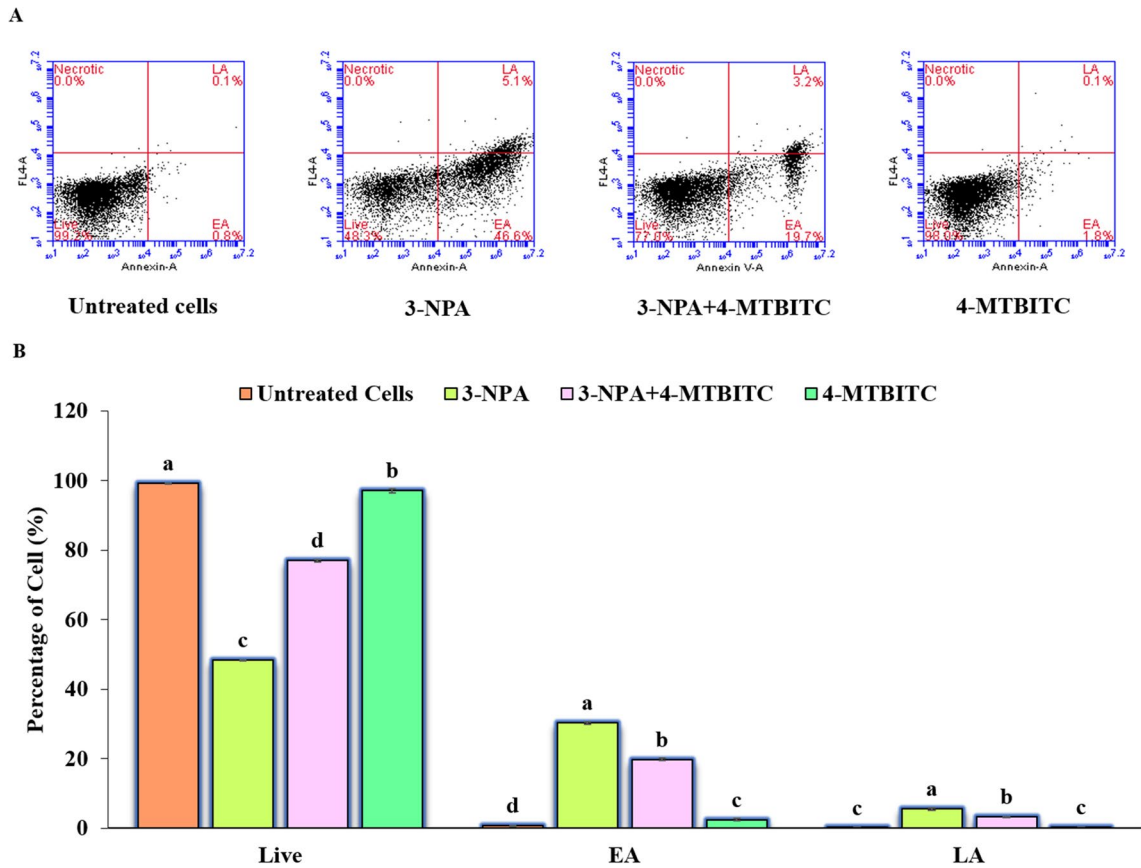 A
Necrotic 0.0% LA 0.1%
Necrotic 0.0% LA 5.1%
Necrotic 0.0% LA 3.2%
Necrotic 0.0% LA 0.1%
FL4-A
FL4-A
FL4-A
FL4-A
Live EA 0.8%
Live 48.3% EA 46.6%
Live EA 19.7%
Live EA 1.8%
Annexin-A
Annexin-A
Annexin V-A
Annexin-A
Untreated cells 3-NPA 3-NPA+4-MTBITC 4-MTBITC
B
Untreated Cells 3-NPA 3-NPA+4-MTBITC 4-MTBITC
Percentage of Cell (%)
120
100
80
60
40
20
0
a c d b
d a b c
c a b c
Live EA LA